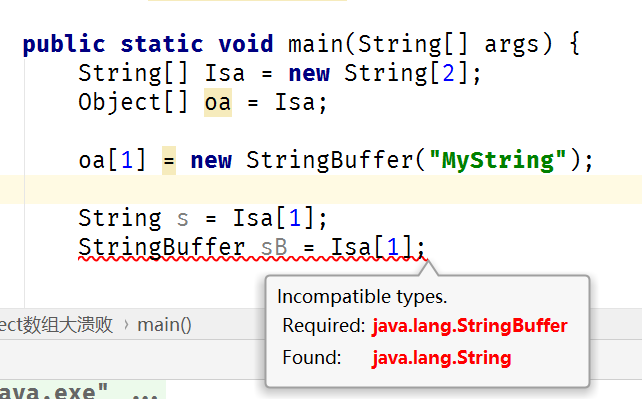 public static void main(String[] args) {
String[] Isa = new String[2];
Object[] oa = Isa;
oa[1] = new StringBuffer("MyString");
String s = Isa[1];
StringBuffer sB = Isa[1];
Incompatible types.
Required: java.lang.StringBuffer
Found: java.lang.String
ect数组大溃败 › main()
ava.exe" ...